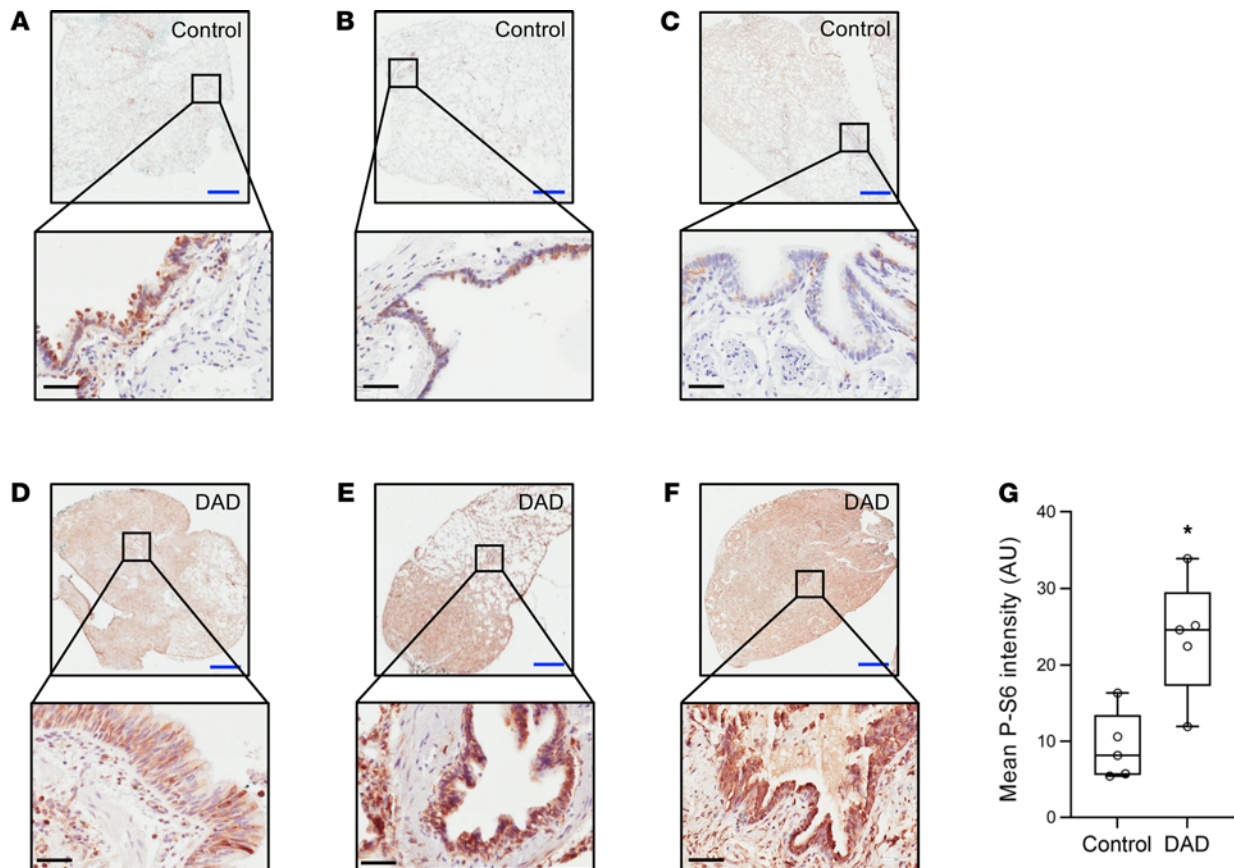 A
Control
B
Control
C
Control
D
DAD
E
DAD
F
DAD
G
*
Mean P-S6 intensity (AU)
40
30
20
10
0
Control
DAD